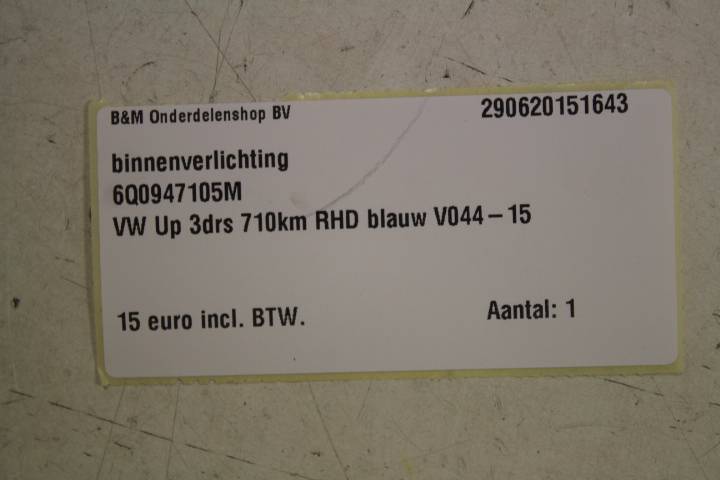 B&M Onderdelenshop BV 290620151643
binnenverlichting
6Q0947105M
VW Up 3drs 710km RHD blauw V044-15
15 euro incl. BTW. Aantal: 1